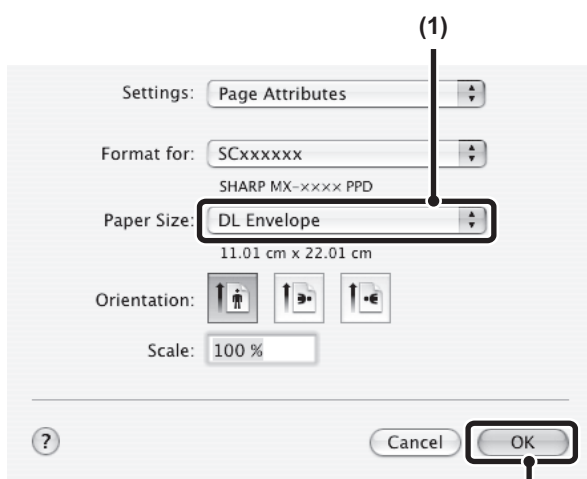 (1)
Settings: Page Attributes
Format for: SCxxxxxx
SHARP MX-×××× PPD
Paper Size: DL Envelope
11.01 cm x 22.01 cm
Orientation:
Scale: 100 %
? Cancel OK